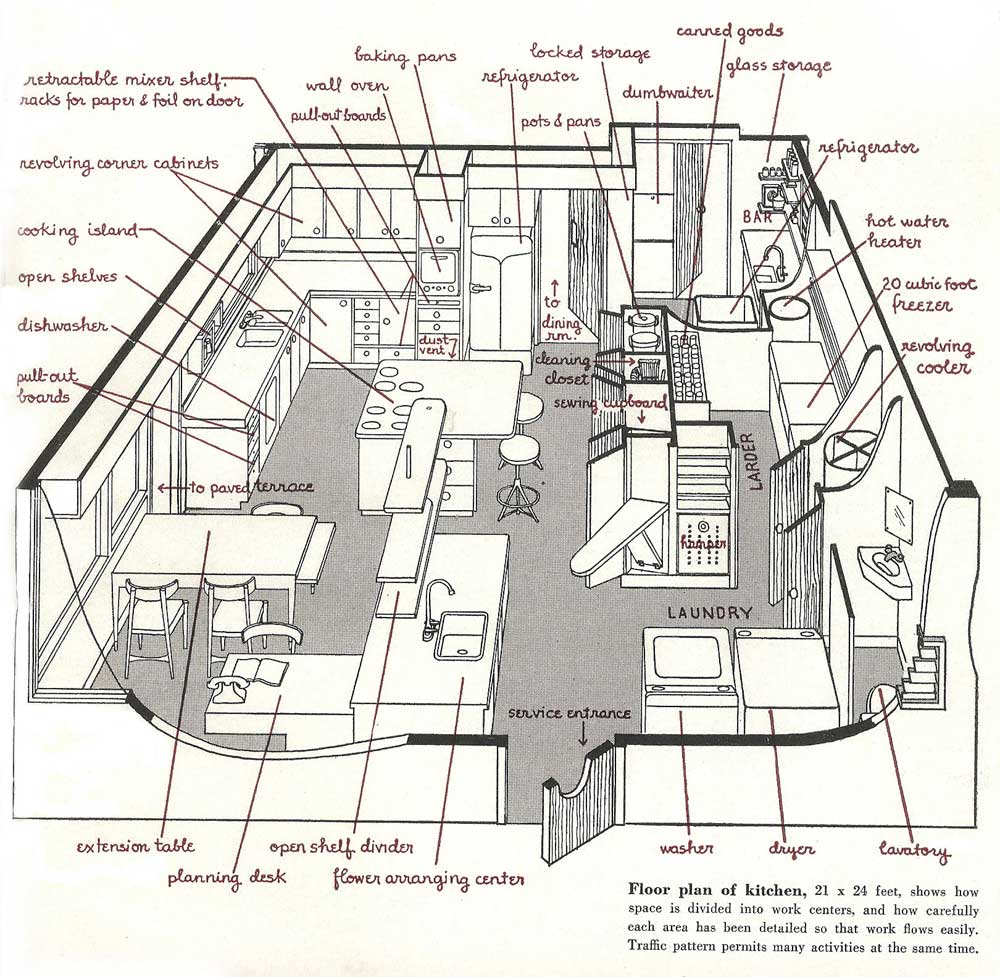 canned goods
locked storage
baking pans
glass storage
refrigerator
retractable mixer shelf,
racks for paper & foil on door
wall oven
dumbwaiter
pull-out boards
pots & pans
refrigerator
revolving corner cabinets
BAR
hot water
heater
cooking island
open shelves
20 cubic foot
freezer
to
dining
rm.
dishwasher
dust
vent
revolving
cooler
cleaning
closet
pull-out
boards
sewing cupboard
LARDER
to paved terrace
hamper
LAUNDRY
service entrance
extension table
open shelf divider
washer
dryer
lavatory
planning desk
flower arranging center
Floor plan of kitchen, 21 x 24 feet, shows how
space is divided into work centers, and how carefully
each area has been detailed so that work flows easily.
Traffic pattern permits many activities at the same time.